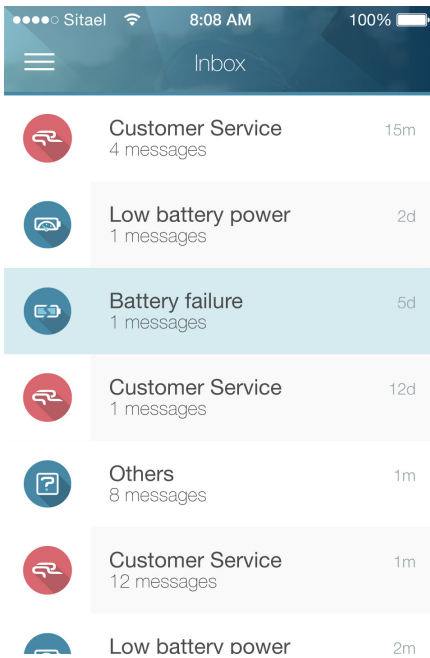 Sitael 8:08 AM 100%
Inbox
Customer Service 15m
4 messages
Low battery power 2d
1 messages
Battery failure 5d
1 messages
Customer Service 12d
1 messages
Others 1m
8 messages
Customer Service 1m
12 messages
Low battery power 2m